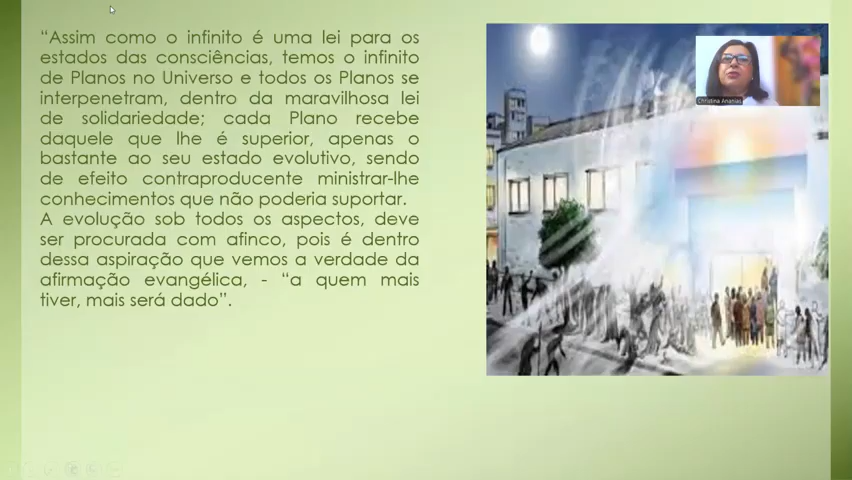 “Assim como o infinito é uma lei para os
estados das consciências, temos o infinito
de Planos no Universo e todos os Planos se
interpenetram, dentro da maravilhosa lei
de solidariedade; cada Plano recebe
daquele que lhe é superior, apenas o
bastante ao seu estado evolutivo, sendo
de efeito contraproducente ministrar-lhe
conhecimentos que não poderia suportar.
A evolução sob todos os aspectos, deve
ser procurada com afinco, pois é dentro
dessa aspiração que vemos a verdade da
afirmação evangélica, - “a quem mais
tiver, mais será dado”.
Christina Ananias